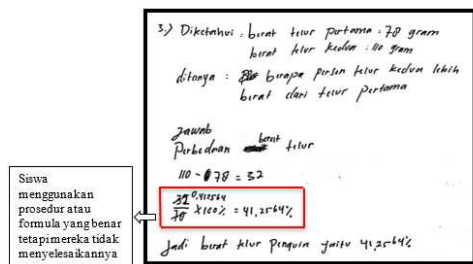 3.) Diketahui : berat telur pertama : 78 gram
berat telur kedua : 110 gram
ditanya : berapa persen telur kedua lebih
berat dari telur pertama
Jawab
Perbedaan berat telur
110 - 78 = 32
32 0,412564
78 x100% = 41,2564%
Jadi berat telur penguin yaitu 41,2564%
Siswa
menggunakan
prosedur atau
formula yang benar
tetapi mereka tidak
menyelesaikannya